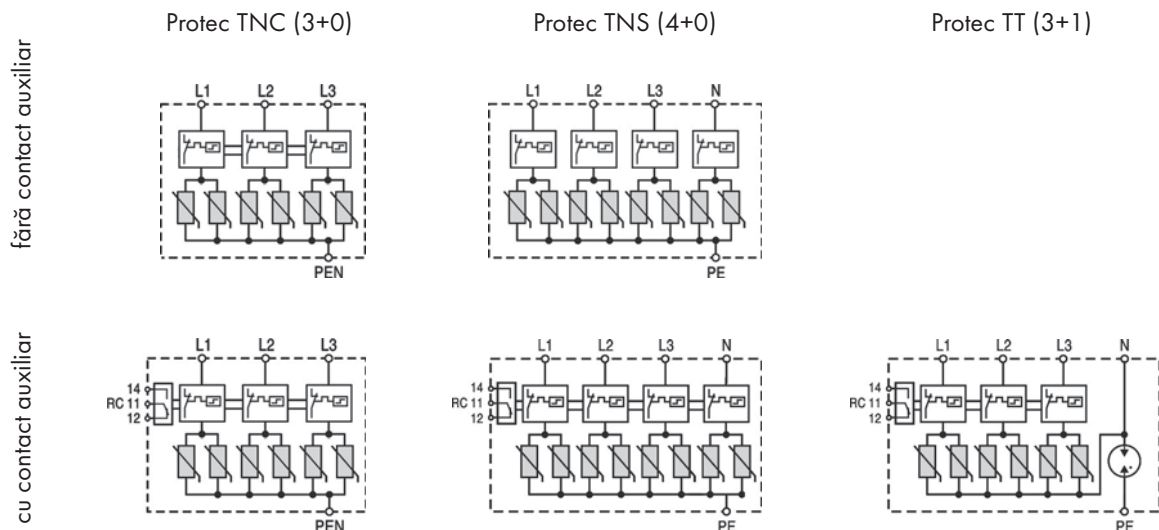 Protec TNC (3+0) Protec TNS (4+0) Protec TT (3+1)
fără contact auxiliar
L1 L2 L3
PEN
L1 L2 L3 N
PE
cu contact auxiliar
L1 L2 L3
14
RC 11
12
PEN
L1 L2 L3 N
14
RC 11
12
PE
L1 L2 L3 N
14
RC 11
12
PE